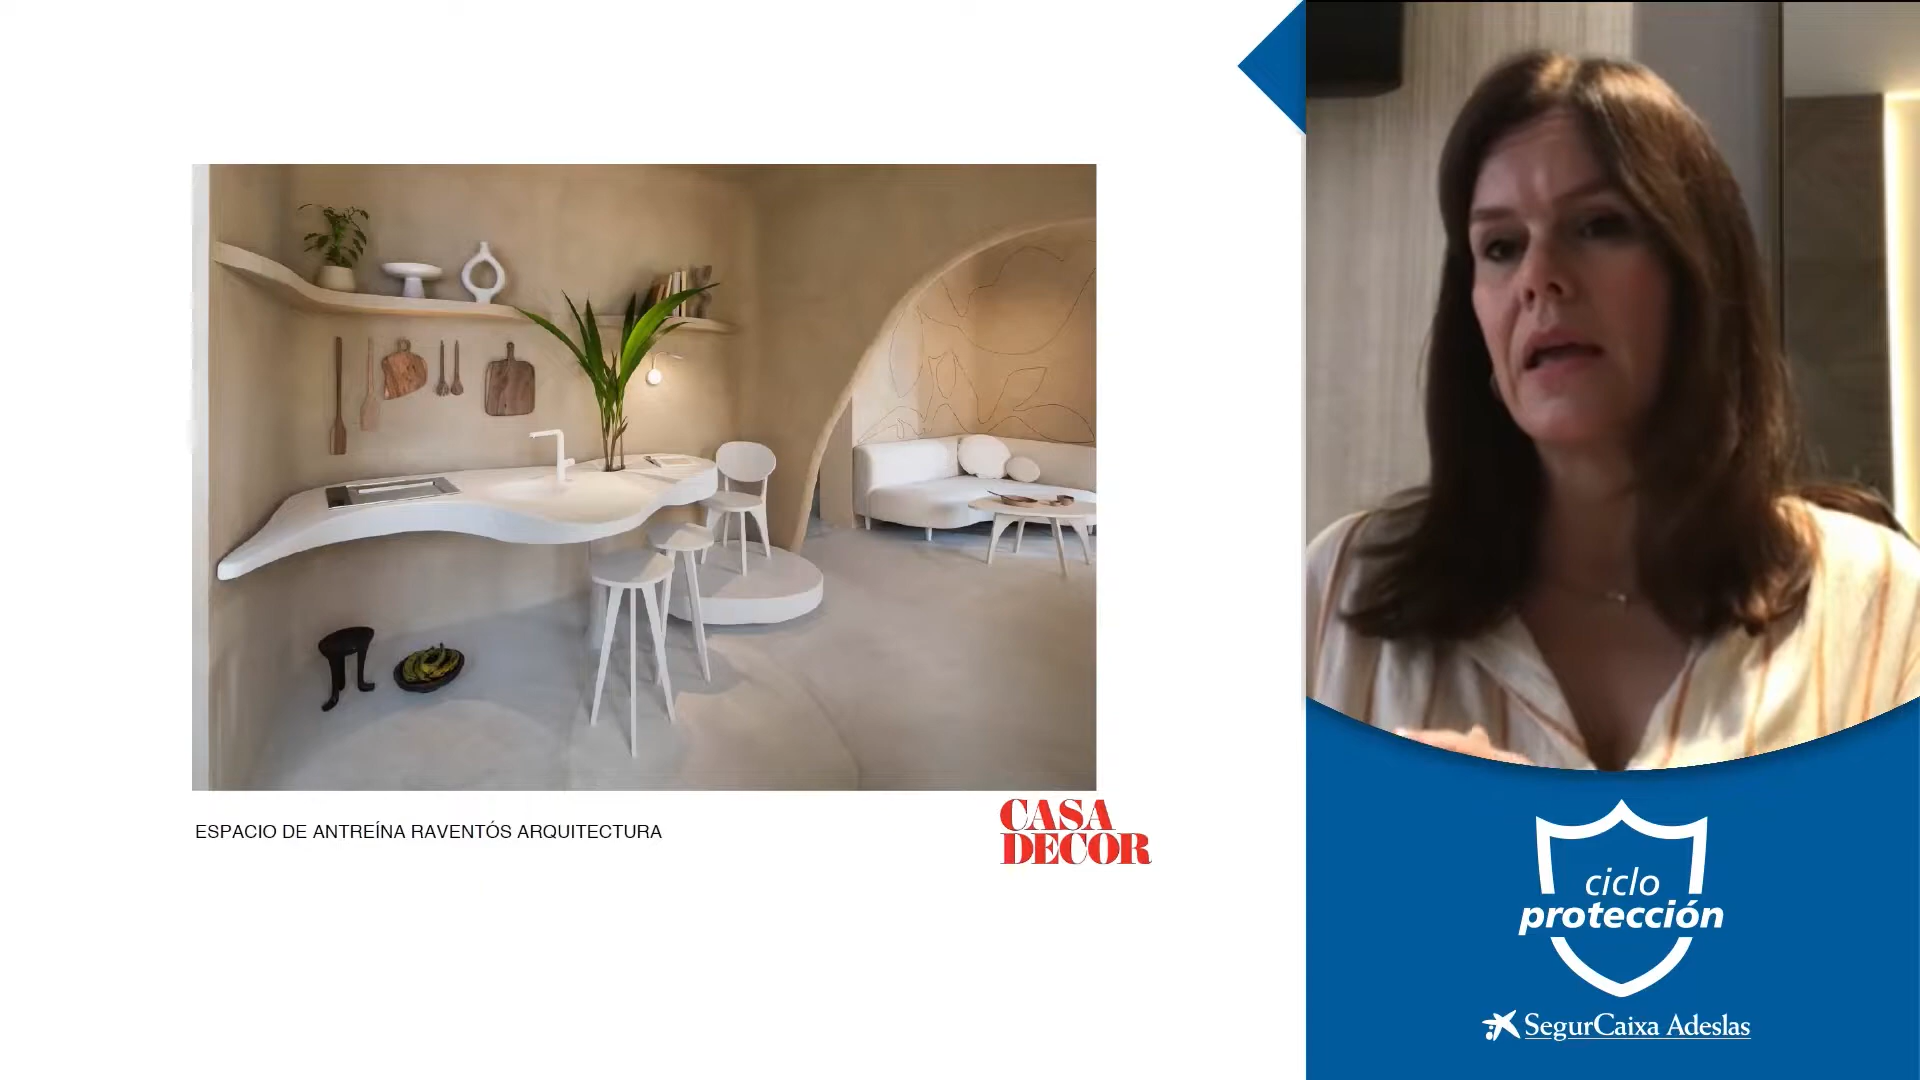 ESPACIO DE ANTREÍNA RAVENTÓS ARQUITECTURA
CASA
DECOR
ciclo
protección
SegurCaixa Adeslas